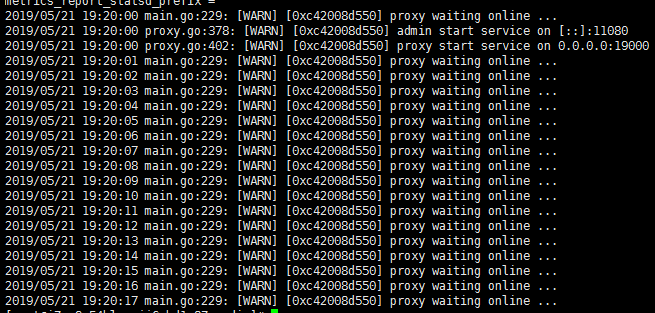 metrics_report_statsd_prefix =
2019/05/21 19:20:00 main.go:229: [WARN] [0xc42008d550] proxy waiting online ...
2019/05/21 19:20:00 proxy.go:378: [WARN] [0xc42008d550] admin start service on [::]:11080
2019/05/21 19:20:00 proxy.go:402: [WARN] [0xc42008d550] proxy start service on 0.0.0.0:19000
2019/05/21 19:20:01 main.go:229: [WARN] [0xc42008d550] proxy waiting online ...
2019/05/21 19:20:02 main.go:229: [WARN] [0xc42008d550] proxy waiting online ...
2019/05/21 19:20:03 main.go:229: [WARN] [0xc42008d550] proxy waiting online ...
2019/05/21 19:20:04 main.go:229: [WARN] [0xc42008d550] proxy waiting online ...
2019/05/21 19:20:05 main.go:229: [WARN] [0xc42008d550] proxy waiting online ...
2019/05/21 19:20:06 main.go:229: [WARN] [0xc42008d550] proxy waiting online ...
2019/05/21 19:20:07 main.go:229: [WARN] [0xc42008d550] proxy waiting online ...
2019/05/21 19:20:08 main.go:229: [WARN] [0xc42008d550] proxy waiting online ...
2019/05/21 19:20:09 main.go:229: [WARN] [0xc42008d550] proxy waiting online ...
2019/05/21 19:20:10 main.go:229: [WARN] [0xc42008d550] proxy waiting online ...
2019/05/21 19:20:11 main.go:229: [WARN] [0xc42008d550] proxy waiting online ...
2019/05/21 19:20:12 main.go:229: [WARN] [0xc42008d550] proxy waiting online ...
2019/05/21 19:20:13 main.go:229: [WARN] [0xc42008d550] proxy waiting online ...
2019/05/21 19:20:14 main.go:229: [WARN] [0xc42008d550] proxy waiting online ...
2019/05/21 19:20:15 main.go:229: [WARN] [0xc42008d550] proxy waiting online ...
2019/05/21 19:20:16 main.go:229: [WARN] [0xc42008d550] proxy waiting online ...
2019/05/21 19:20:17 main.go:229: [WARN] [0xc42008d550] proxy waiting online ...